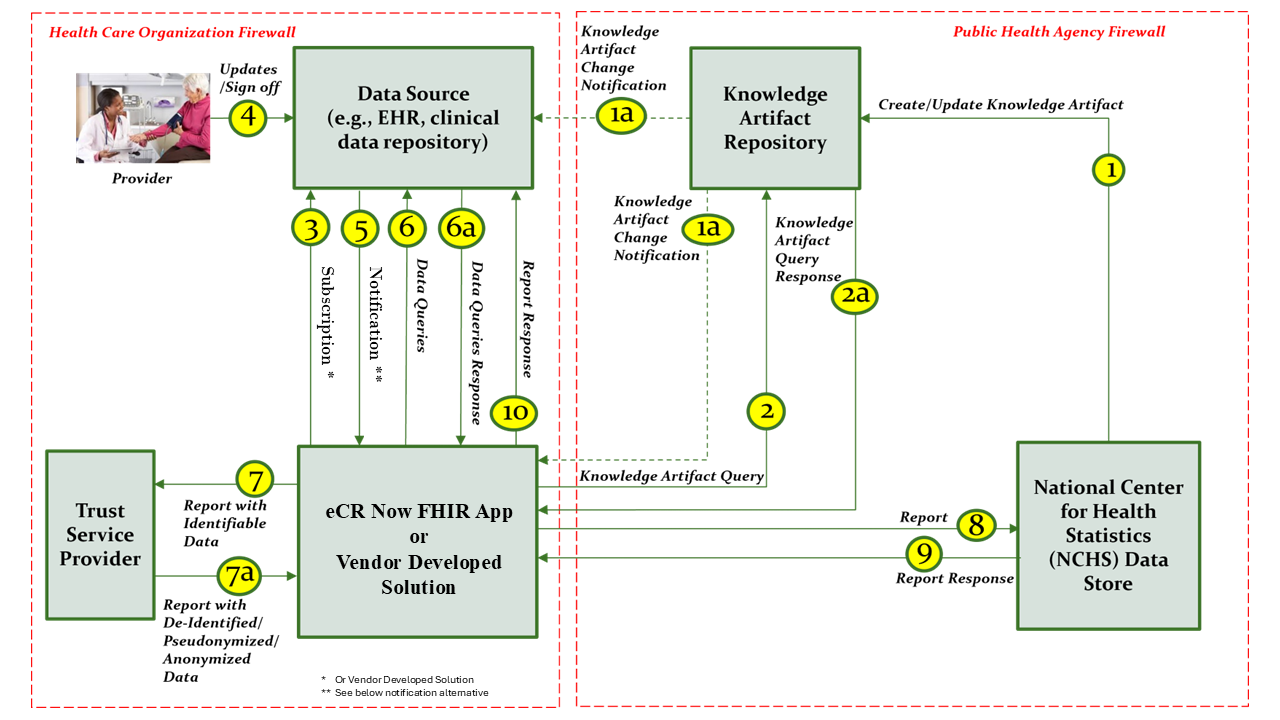 Health Care Organization Firewall
Public Health Agency Firewall
Updates
/Sign off
4
Provider
Data Source
(e.g., EHR, clinical
data repository)
Knowledge
Artifact
Change
Notification
1a
Knowledge
Artifact
Repository
Create/Update Knowledge Artifact
1
3
Subscription *
5
Notification **
6
Data Queries
6a
Data Queries Response
Report Response
10
Knowledge
Artifact
Change
Notification
1a
2
Knowledge
Artifact
Query
Response
2a
Knowledge Artifact Query
Trust
Service
Provider
7
Report with
Identifiable
Data
7a
Report with
De-Identified/
Pseudonymized/
Anonymized
Data
eCR Now FHIR App
or
Vendor Developed
Solution
Report
8
9
Report Response
National Center
for Health
Statistics
(NCHS) Data
Store
* Or Vendor Developed Solution
** See below notification alternative